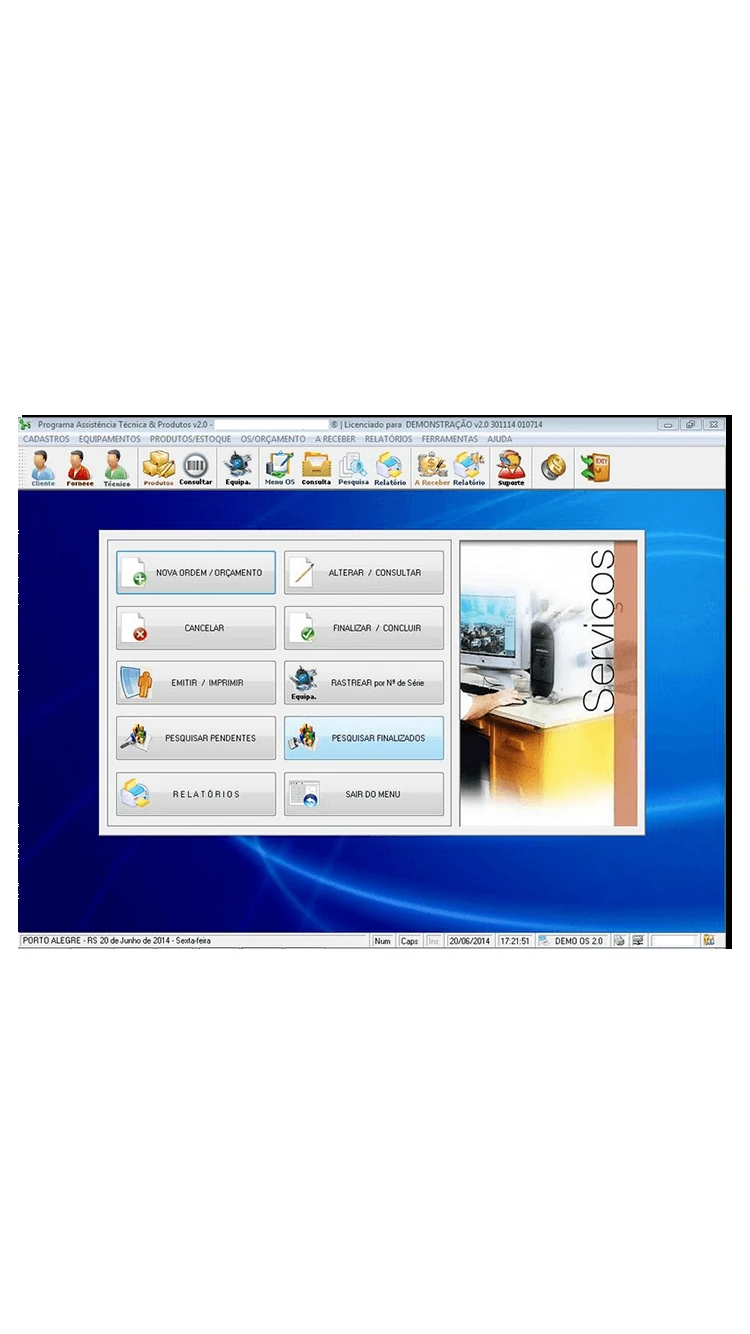 Programa Assistência Técnica & Produtos v2.0 - ® | Licenciado para DEMONSTRAÇÃO v2.0 301114 010714
CADASTROS EQUIPAMENTOS PRODUTOS/ESTOQUE OS/ORÇAMENTO A RECEBER RELATÓRIOS FERRAMENTAS AJUDA
Cliente Fornece Técnico Produtos Consultar Equipa. Menu OS Consulta Pesquisa Relatório A Receber Relatório Suporte EXIT
NOVA ORDEM / ORÇAMENTO ALTERAR / CONSULTAR
CANCELAR FINALIZAR / CONCLUIR
EMITIR / IMPRIMIR Equipa. RASTREAR por Nº de Série
PESQUISAR PENDENTES PESQUISAR FINALIZADOS
RELATÓRIOS SAIR DO MENU
Serviços
PORTO ALEGRE - RS 20 de Junho de 2014 - Sexta-feira Num Caps Ins 20/06/2014 17:21:51 DEMO OS 2.0